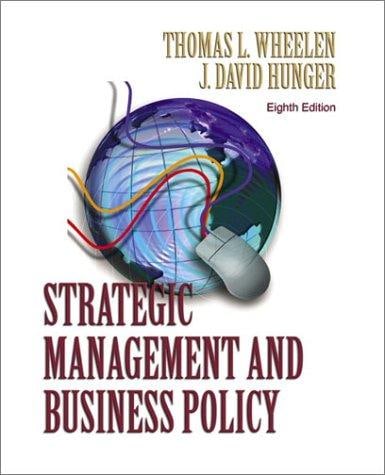 THOMAS L. WHEELEN
J. DAVID HUNGER
Eighth Edition
STRATEGIC
MANAGEMENT AND
BUSINESS POLICY